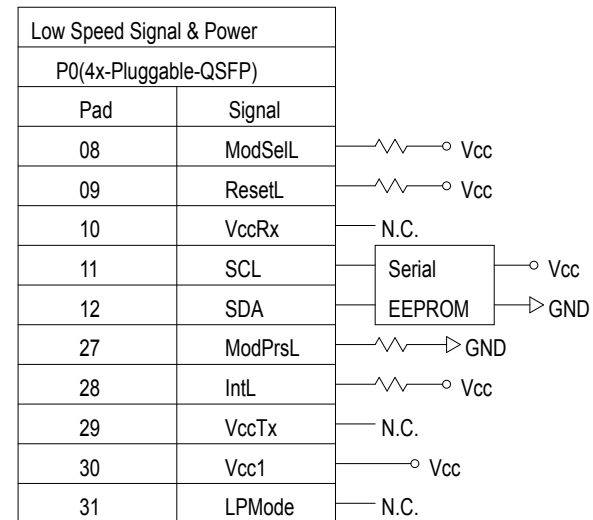 Low Speed Signal & Power
P0(4x-Pluggable-QSFP)
Pad Signal
08 ModSelL Vcc
09 ResetL Vcc
10 VccRx N.C.
11 SCL Serial Vcc
12 SDA EEPROM GND
27 ModPrsL GND
28 IntL Vcc
29 VccTx N.C.
30 Vcc1 Vcc
31 LPMode N.C.